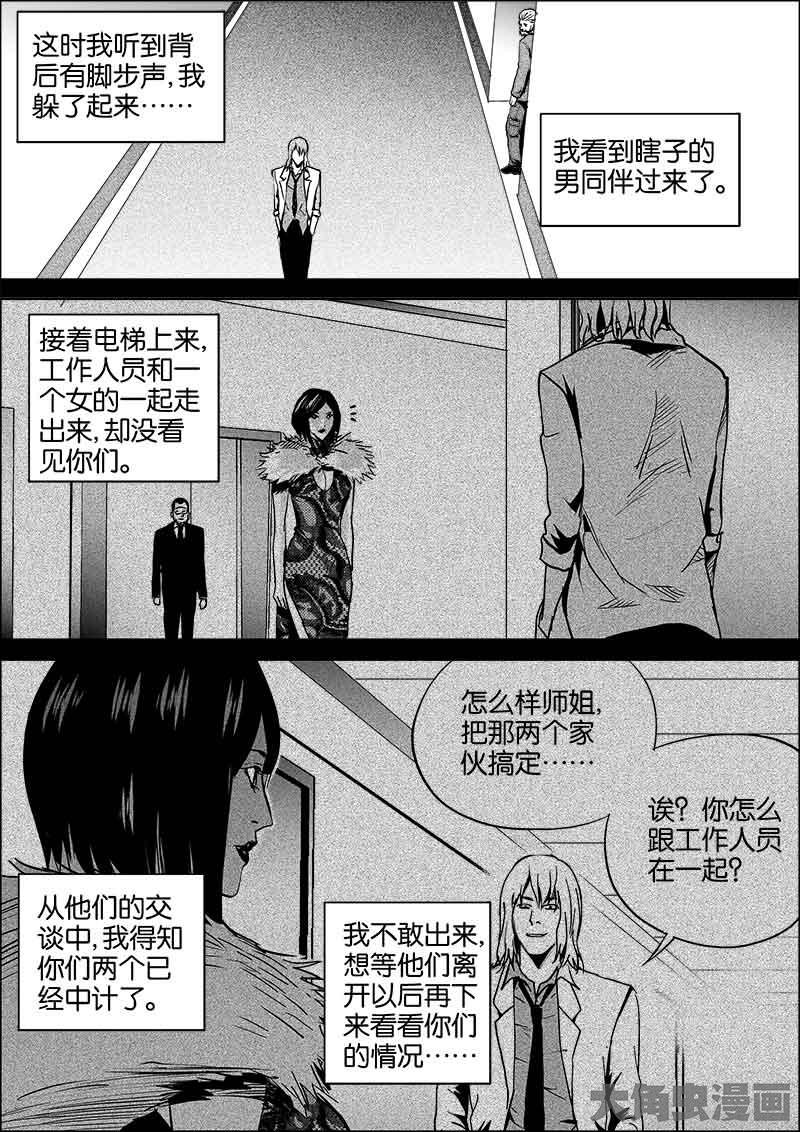 这时我听到背
后有脚步声,我
躲了起来……
我看到瞎子的
男同伴过来了。
接着电梯上来,
工作人员和一
个女的一起走
出来,却没看
见你们。
怎么样师姐,
把那两个家
伙搞定……
诶?你怎么
跟工作人员
在一起?
从他们的交
谈中,我得知
你们两个已
经中计了。
我不敢出来,
想等他们离
开以后再下
来看看你们
的情况……
大角虫漫画